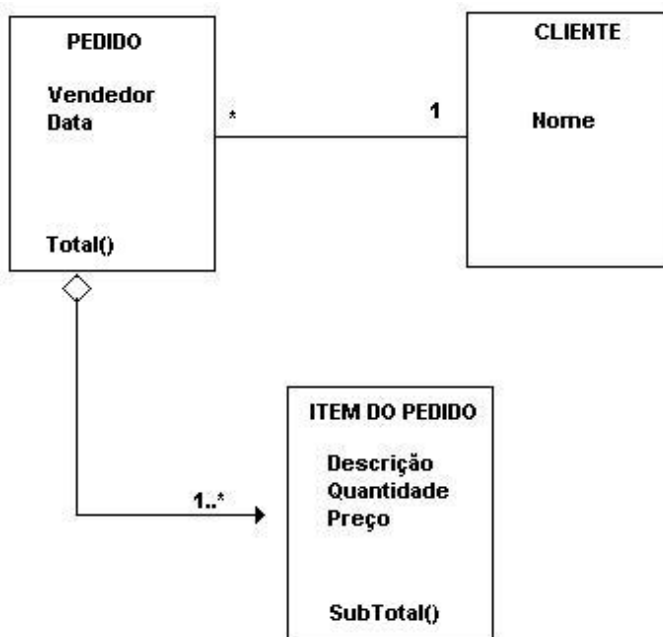 PEDIDO
Vendedor
Data
Total()
*
1
CLIENTE
Nome
1..*
ITEM DO PEDIDO
Descrição
Quantidade
Preço
SubTotal()